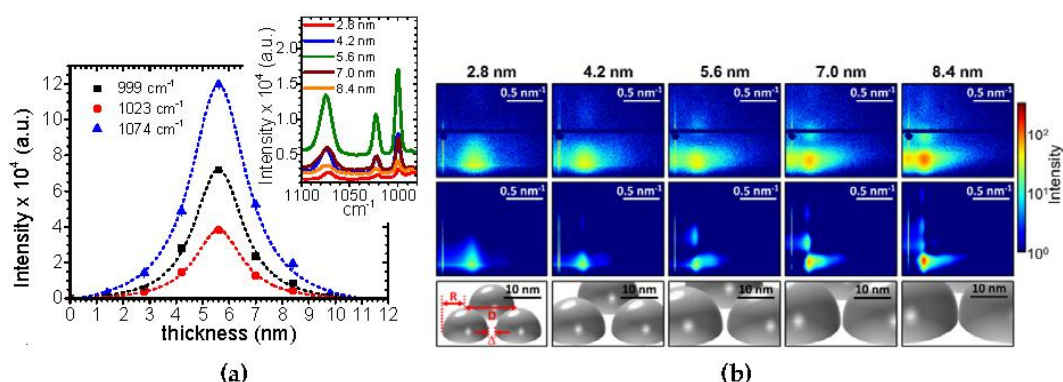 2.8 nm
4.2 nm
5.6 nm
7.0 nm
8.4 nm
2.0
1.5
1.0
0.5
Intensity x 10⁴ (a.u.)
1100 1050 1000
cm⁻¹
12
10
8
6
4
2
0
Intensity x 10⁴ (a.u.)
999 cm⁻¹
1023 cm⁻¹
1074 cm⁻¹
0 1 2 3 4 5 6 7 8 9 10 11 12
thickness (nm)
(a)
2.8 nm 4.2 nm 5.6 nm 7.0 nm 8.4 nm
0.5 nm⁻¹ 0.5 nm⁻¹ 0.5 nm⁻¹ 0.5 nm⁻¹ 0.5 nm⁻¹
0.5 nm⁻¹ 0.5 nm⁻¹ 0.5 nm⁻¹ 0.5 nm⁻¹ 0.5 nm⁻¹
10 nm 10 nm 10 nm 10 nm 10 nm
R
D
Δ
10²
10¹
10⁰
Intensity
(b)